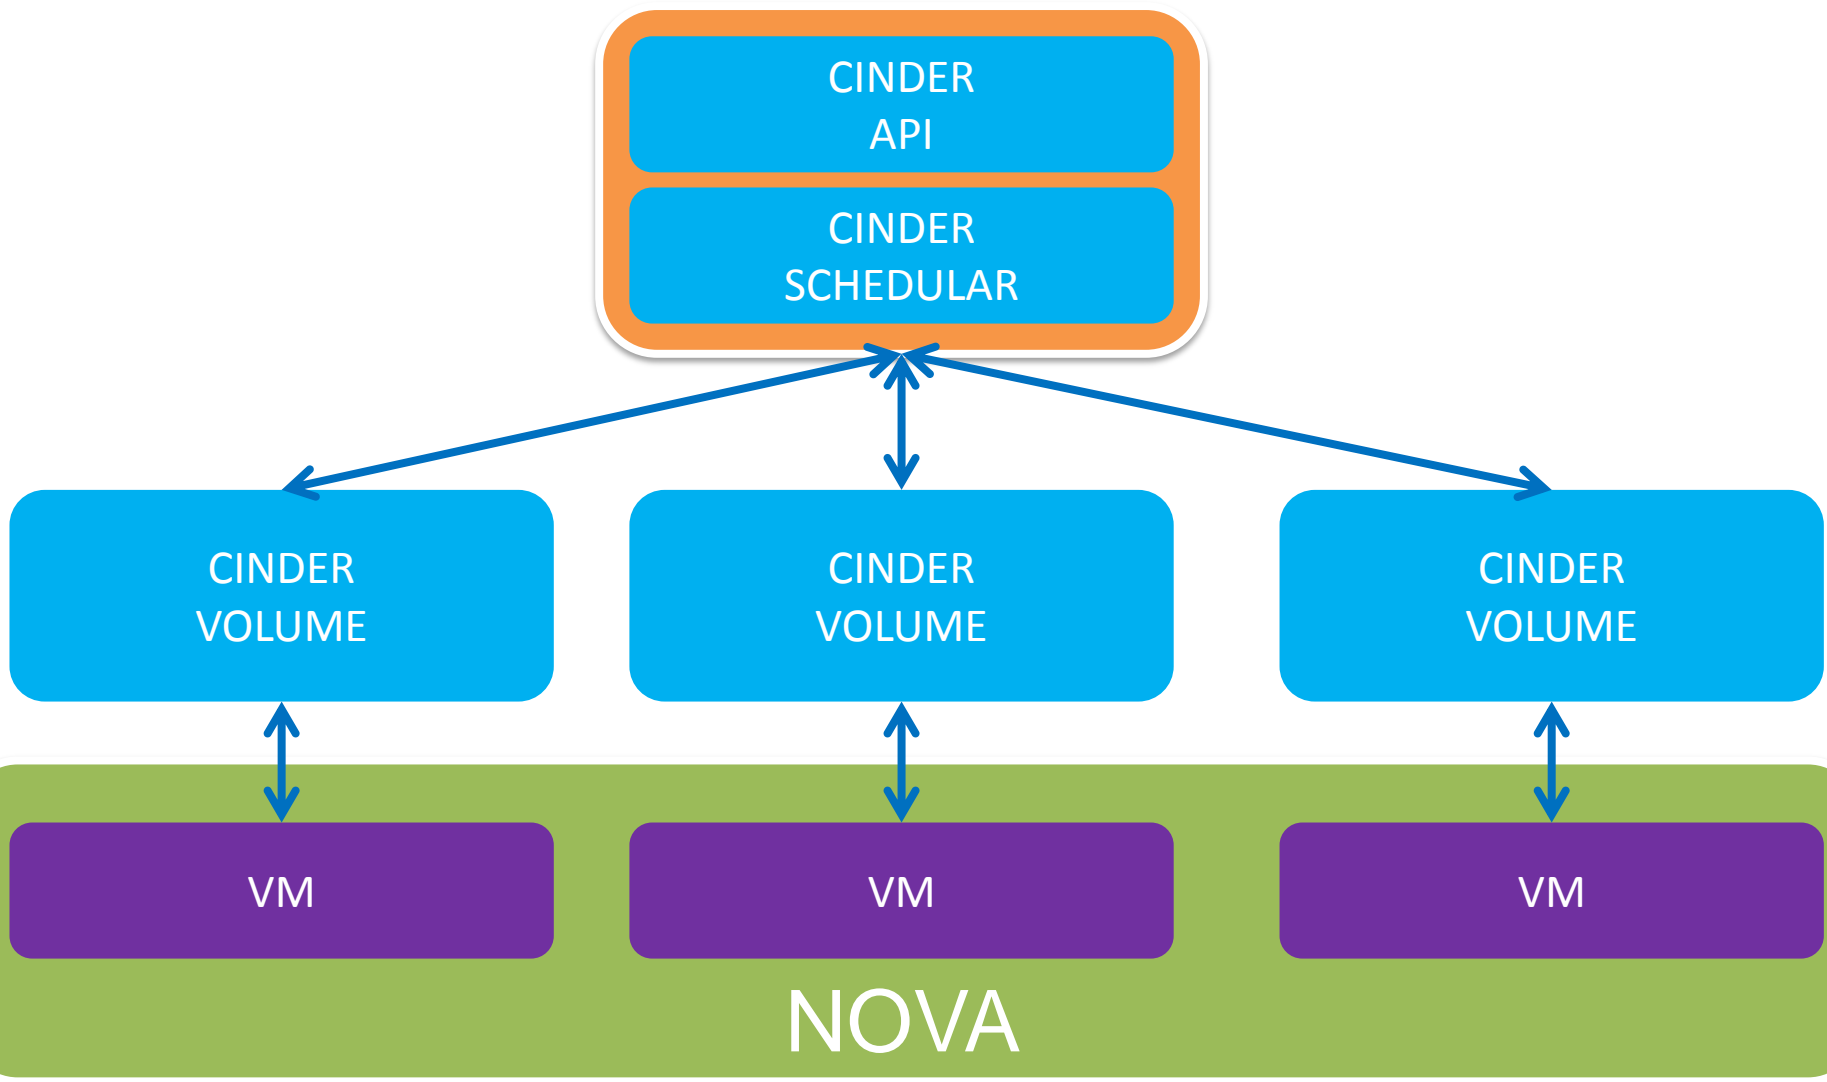 CINDER
API
CINDER
SCHEDULAR
CINDER
VOLUME
CINDER
VOLUME
CINDER
VOLUME
VM
VM
VM
NOVA